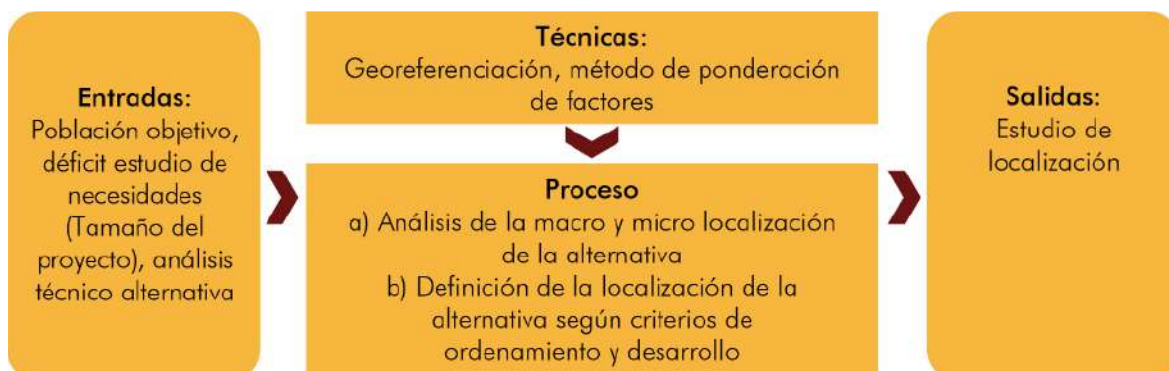 Entradas:
Población objetivo,
déficit estudio de
necesidades
(Tamaño del
proyecto), análisis
técnico alternativa
Técnicas:
Georeferenciación, método de ponderación
de factores
Proceso
a) Análisis de la macro y micro localización
de la alternativa
b) Definición de la localización de la
alternativa según criterios de
ordenamiento y desarrollo
Salidas:
Estudio de
localización